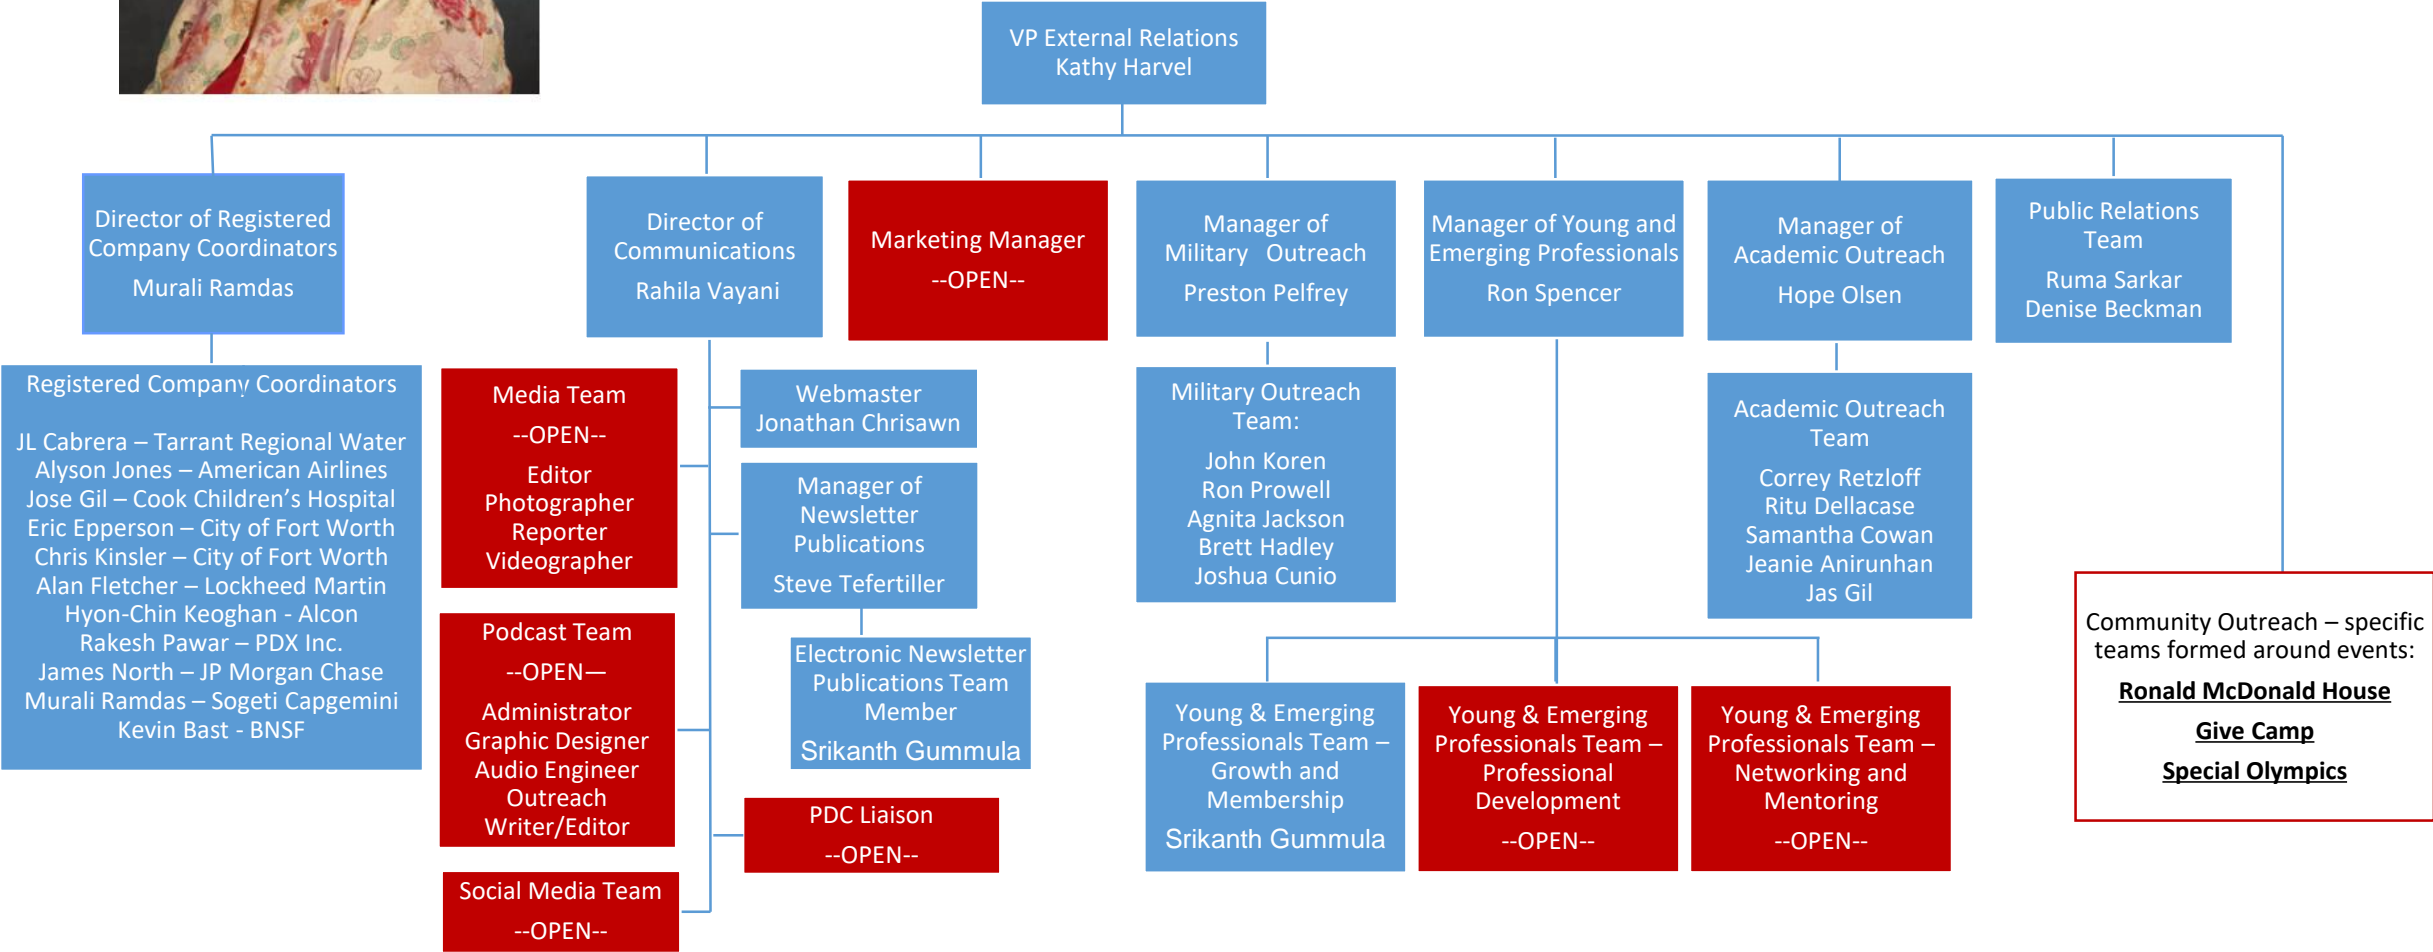 VP External Relations
Kathy Harvel
Director of Registered
Company Coordinators
Murali Ramdas
Director of
Communications
Rahila Vayani
Marketing Manager
--OPEN--
Manager of
Military   Outreach
Preston Pelfrey
Manager of Young and
Emerging Professionals
Ron Spencer
Manager of
Academic Outreach
Hope Olsen
Public Relations
Team
Ruma Sarkar
Denise Beckman
Registered Company Coordinators
JL Cabrera – Tarrant Regional Water
Alyson Jones – American Airlines
Jose Gil – Cook Children’s Hospital
Eric Epperson – City of Fort Worth
Chris Kinsler – City of Fort Worth
Alan Fletcher – Lockheed Martin
Hyon-Chin Keoghan - Alcon
Rakesh Pawar – PDX Inc.
James North – JP Morgan Chase
Murali Ramdas – Sogeti Capgemini
Kevin Bast - BNSF
Media Team
--OPEN--
Editor
Photographer
Reporter
Videographer
Podcast Team
--OPEN—
Administrator
Graphic Designer
Audio Engineer
Outreach
Writer/Editor
Social Media Team
--OPEN--
Webmaster
Jonathan Chrisawn
Manager of
Newsletter
Publications
Steve Tefertiller
Electronic Newsletter
Publications Team
Member
Srikanth Gummula
PDC Liaison
--OPEN--
Military Outreach
Team:
John Koren
Ron Prowell
Agnita Jackson
Brett Hadley
Joshua Cunio
Young & Emerging
Professionals Team –
Growth and
Membership
Srikanth Gummula
Young & Emerging
Professionals Team –
Professional
Development
--OPEN--
Young & Emerging
Professionals Team –
Networking and
Mentoring
--OPEN--
Academic Outreach
Team
Correy Retzloff
Ritu Dellacase
Samantha Cowan
Jeanie Anirunhan
Jas Gil
Community Outreach – specific
teams formed around events:
Ronald McDonald House
Give Camp
Special Olympics